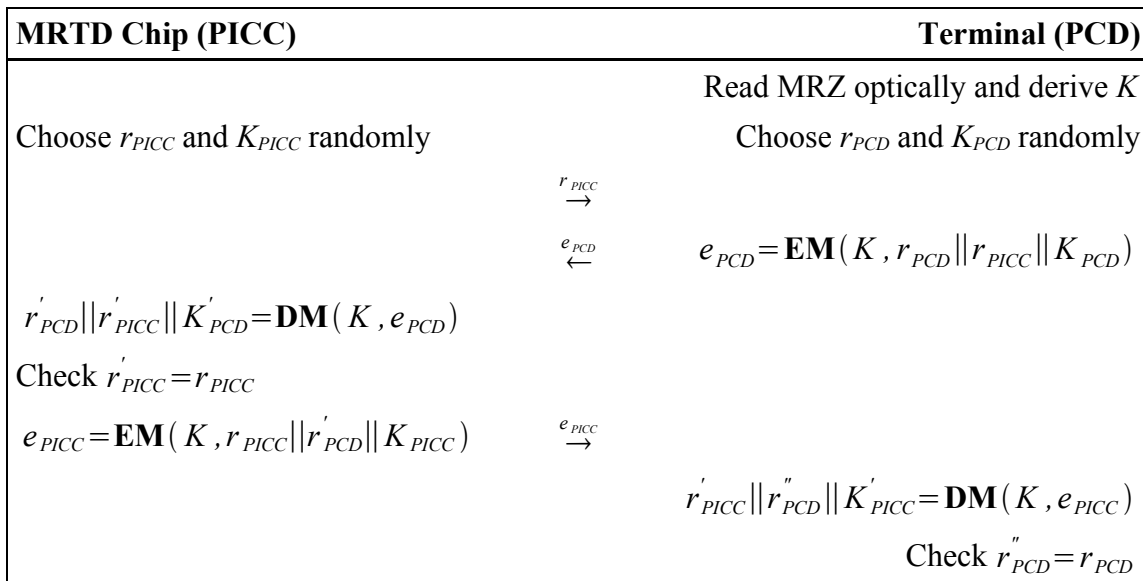 MRTD Chip (PICC) Terminal (PCD)
Read MRZ optically and derive K
Choose r_PICC and K_PICC randomly Choose r_PCD and K_PCD randomly
r_PICC →
e_PCD ← e_PCD = EM(K, r_PCD || r_PICC || K_PCD)
r'_PCD || r'_PICC || K'_PCD = DM(K, e_PCD)
Check r'_PICC = r_PICC
e_PICC = EM(K, r_PICC || r'_PCD || K_PICC) e_PICC →
r'_PICC || r''_PCD || K'_PICC = DM(K, e_PICC)
Check r''_PCD = r_PCD